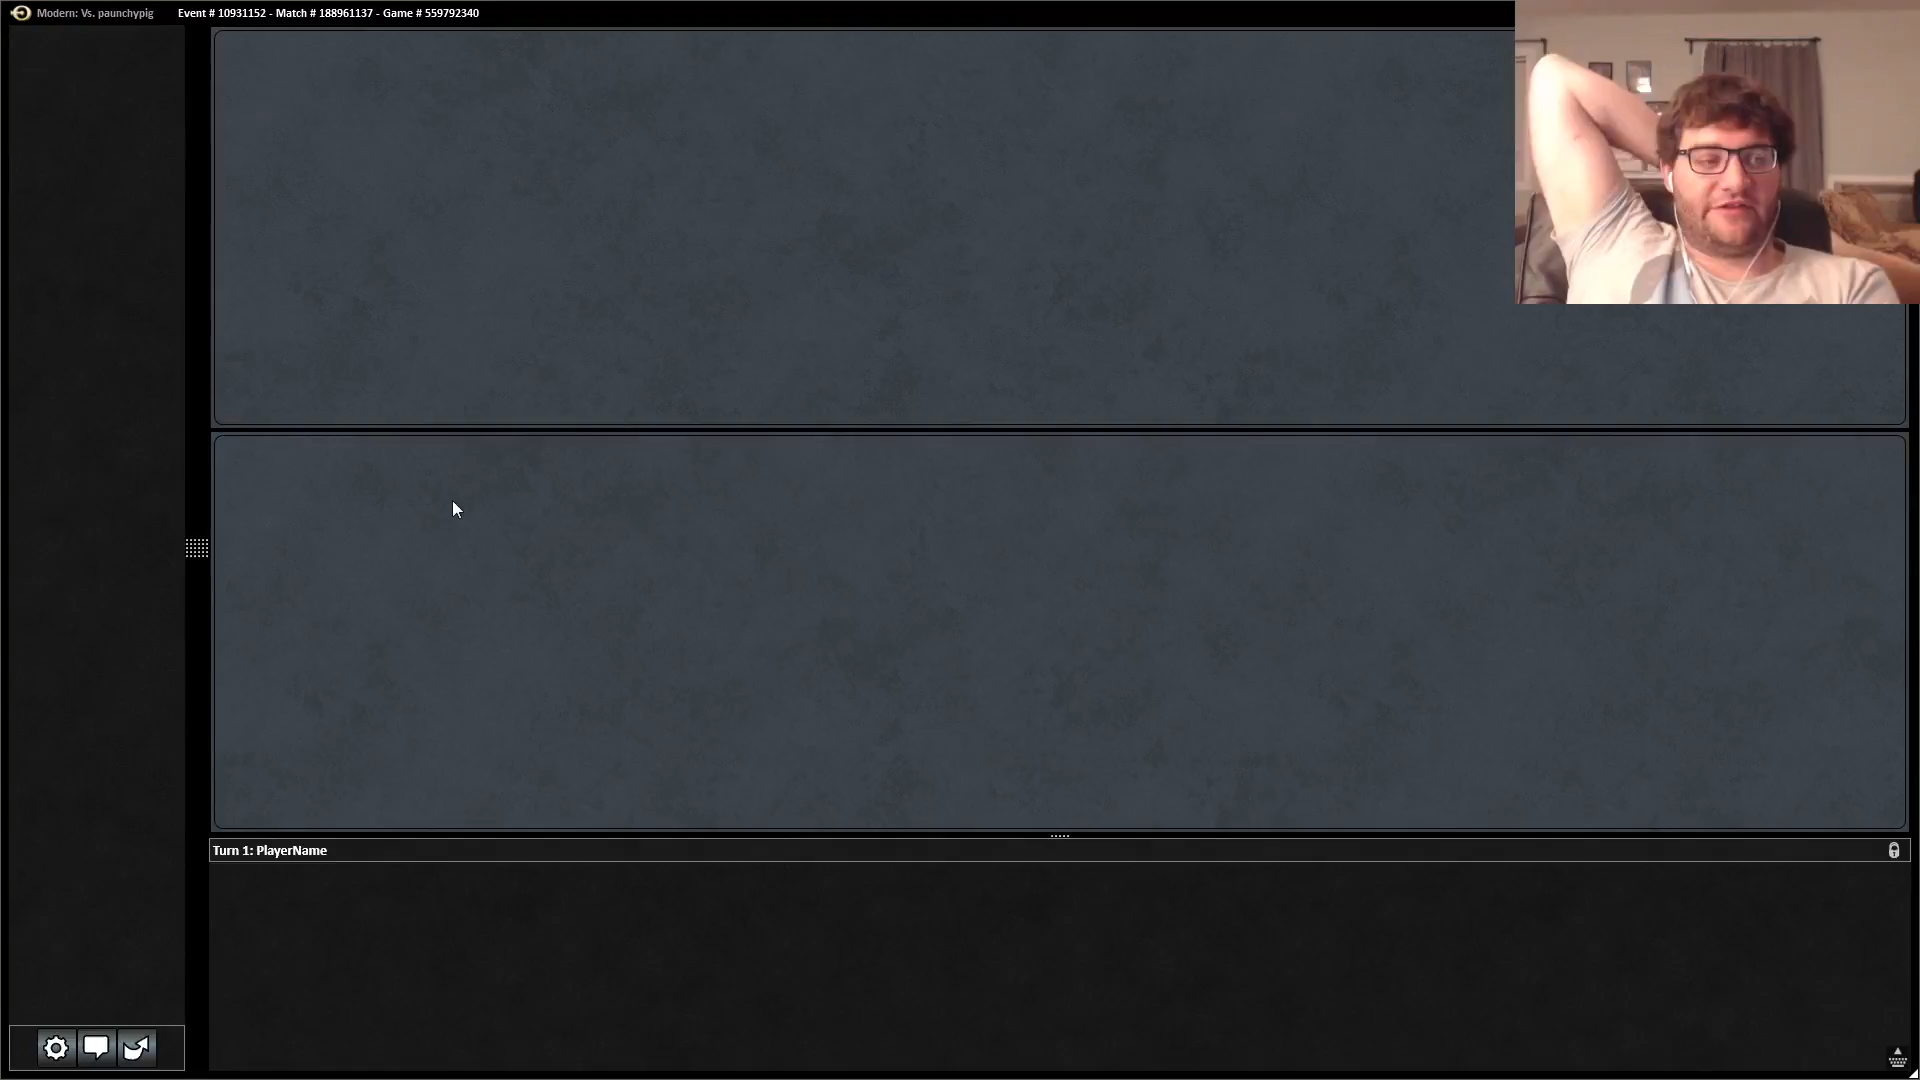 Modern: Vs. paunchypig
Event # 10931152 - Match # 188961137 - Game # 559792340
Turn 1: PlayerName